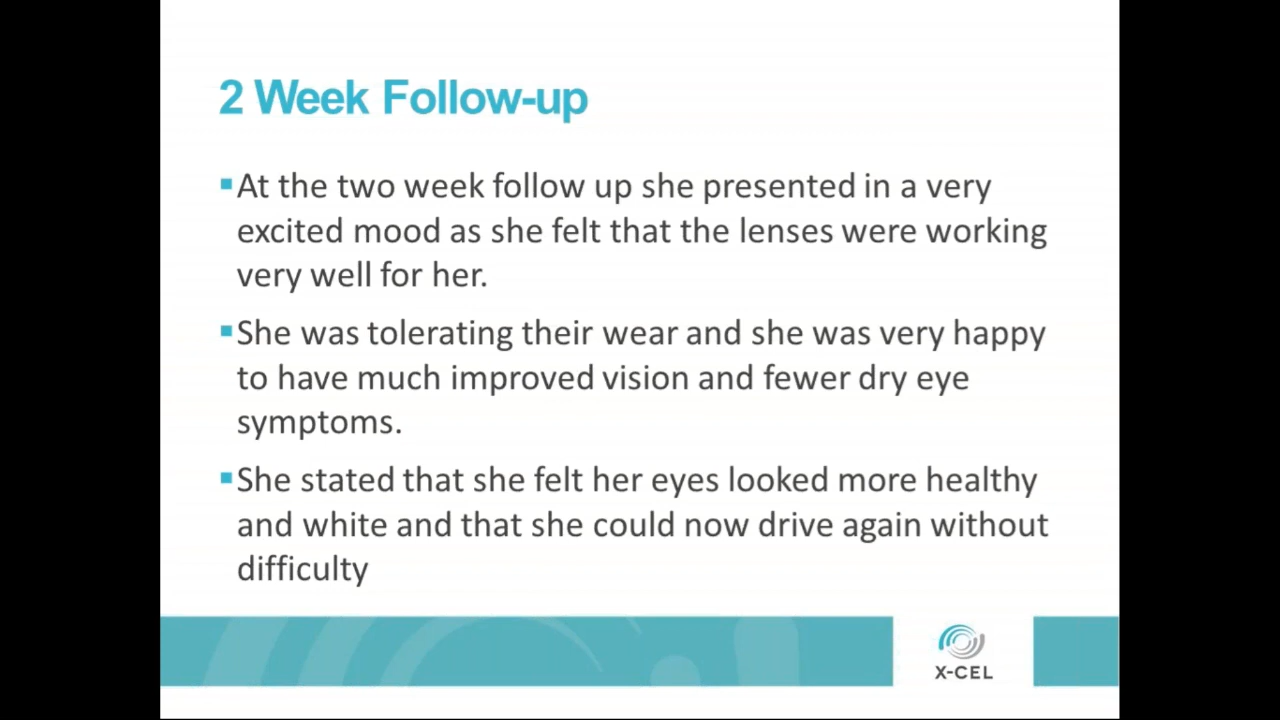 2 Week Follow-up
▪At the two week follow up she presented in a very
excited mood as she felt that the lenses were working
very well for her.
▪She was tolerating their wear and she was very happy
to have much improved vision and fewer dry eye
symptoms.
▪She stated that she felt her eyes looked more healthy
and white and that she could now drive again without
difficulty
X-CEL